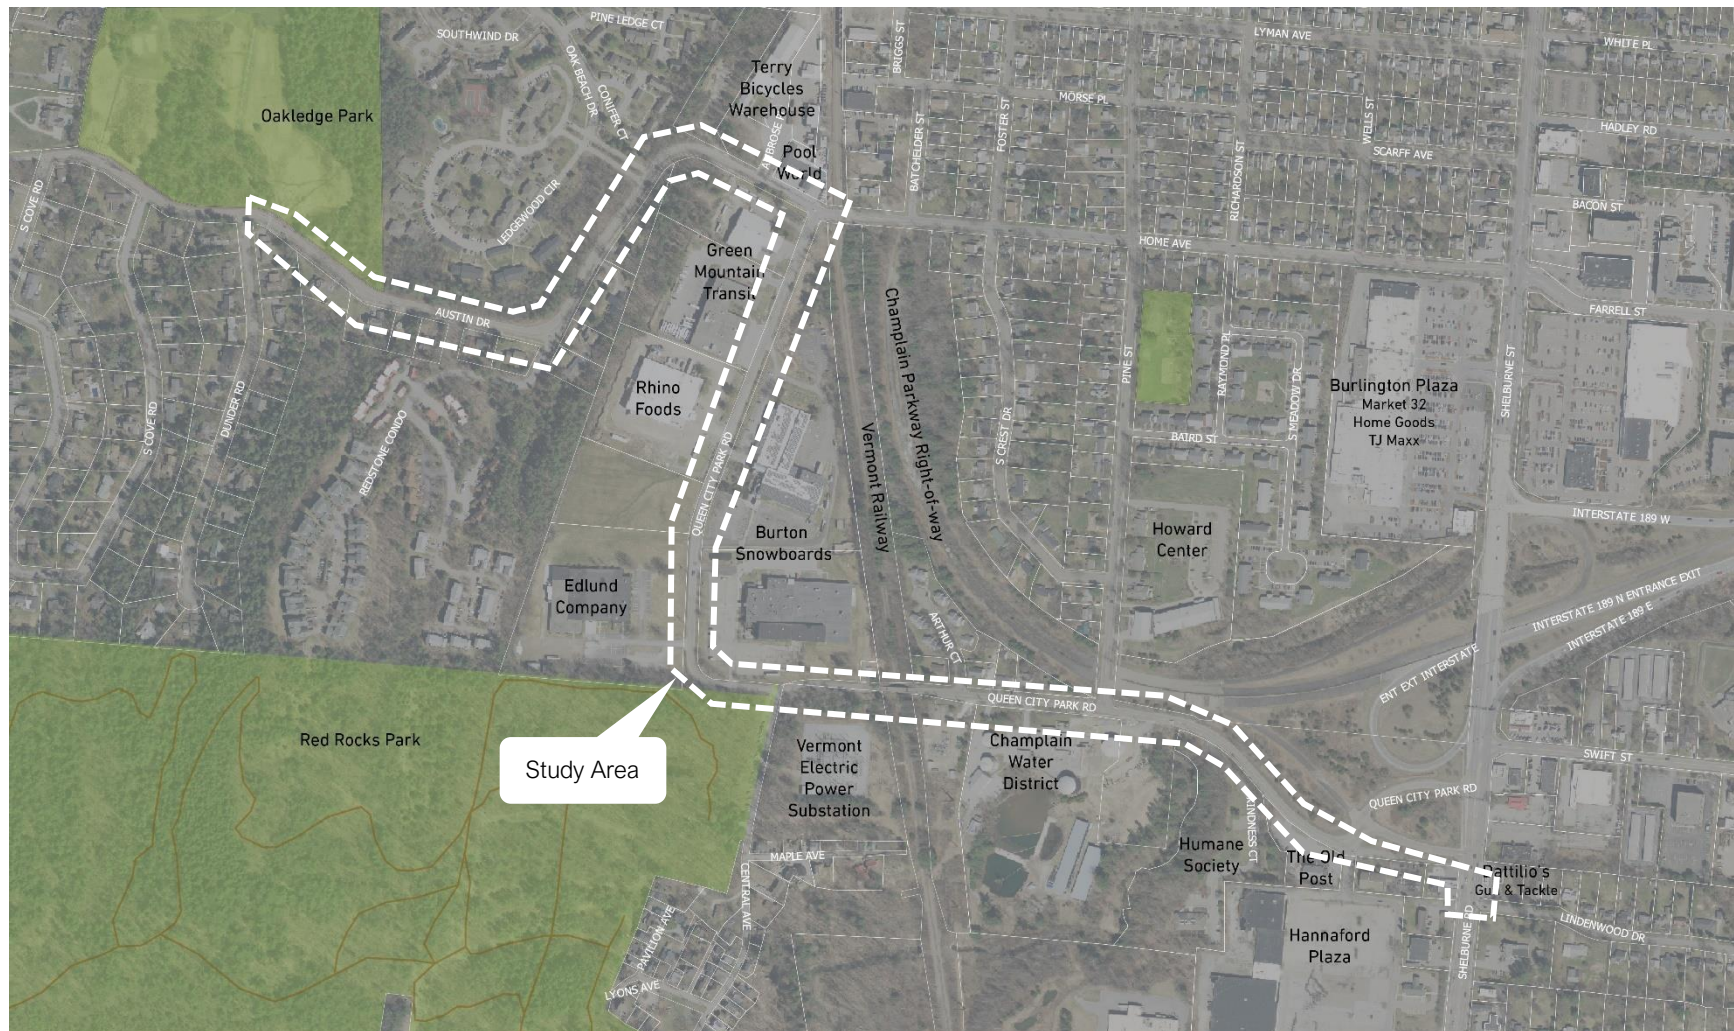 PINE LEDGE CT
SOUTHWIND DR
OAK BEACH DR
CONIFER CT
Terry
Bicycles
Warehouse
BRIGGS ST
LYMAN AVE
WHITE PL
Oakledge Park
MORSE PL
FOSTER ST
BATCHELDER ST
WELLS ST
HADLEY RD
SCARFF AVE
Pool
World
RICHARDSON ST
S COVE RD
LEDGEWOOD CIR
BACON ST
HOME AVE
Green
Mountain
Transit
AUSTIN DR
Champlain Parkway Right-of-way
FARRELL ST
PINE ST
RAYMOND PL
S MEADOW DR
SHELBURNE ST
Rhino
Foods
Burlington Plaza
Market 32
Home Goods
TJ Maxx
DUNDER RD
S COVE RD
REDSTONE CONDO
QUEEN CITY PARK RD
Vermont Railway
S CREST DR
BAIRD ST
INTERSTATE 189 W
Burton
Snowboards
Howard
Center
Edlund
Company
ARTHUR CT
INTERSTATE 189 N ENTRANCE EXIT
INTERSTATE 189 E
ENT EXT INTERSTATE
QUEEN CITY PARK RD
Red Rocks Park
Study Area
Vermont
Electric
Power
Substation
Champlain
Water
District
SWIFT ST
QUEEN CITY PARK RD
KINDNESS CT
Humane
Society
The Old
Post
MAPLE AVE
CENTRAL AVE
Battilio's
Gun & Tackle
PAVILION AVE
LINDENWOOD DR
Hannaford
Plaza
SHELBURNE RD
LYONS AVE